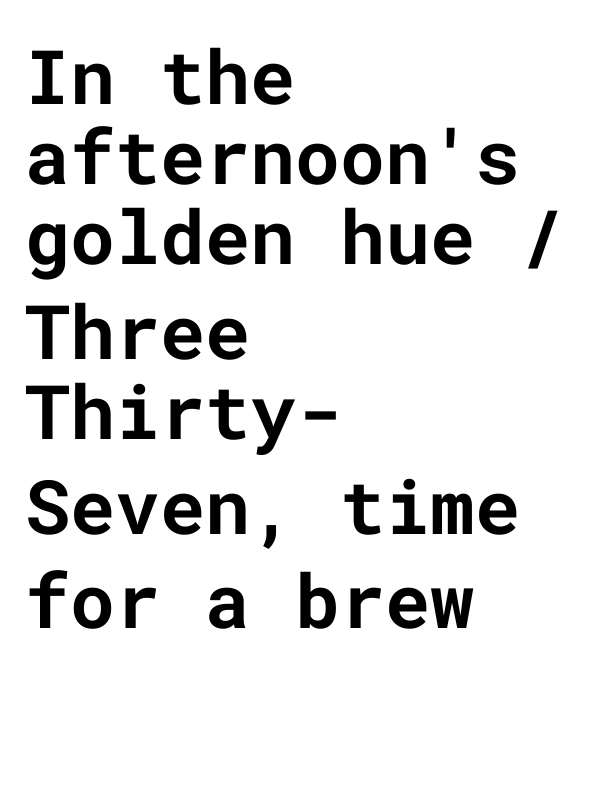 In the
afternoon's
golden hue /
Three
Thirty-
Seven, time
for a brew